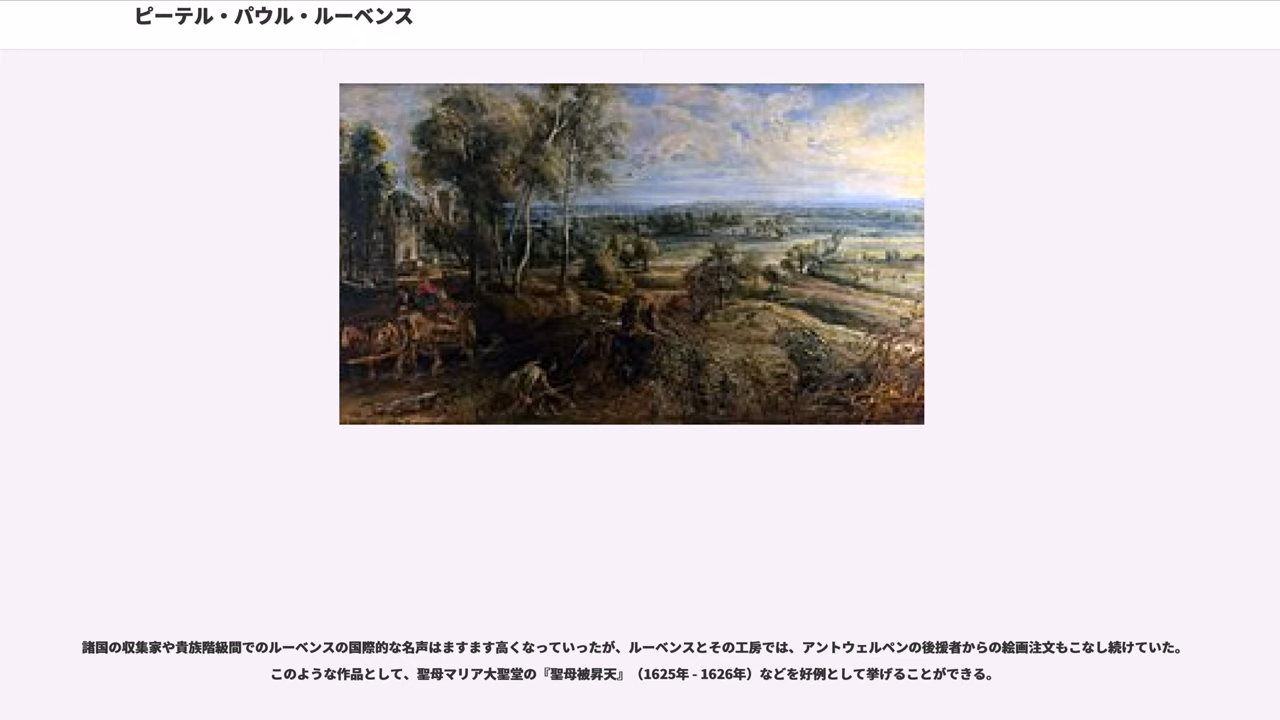 ピーテル・パウル・ルーベンス
諸国の収集家や貴族階級間でのルーベンスの国際的な名声はますます高くなっていったが、ルーベンスとその工房では、アントウェルペンの後援者からの絵画注文もこなし続けていた。
このような作品として、聖母マリア大聖堂の『聖母被昇天』（1625年 - 1626年）などを好例として挙げることができる。